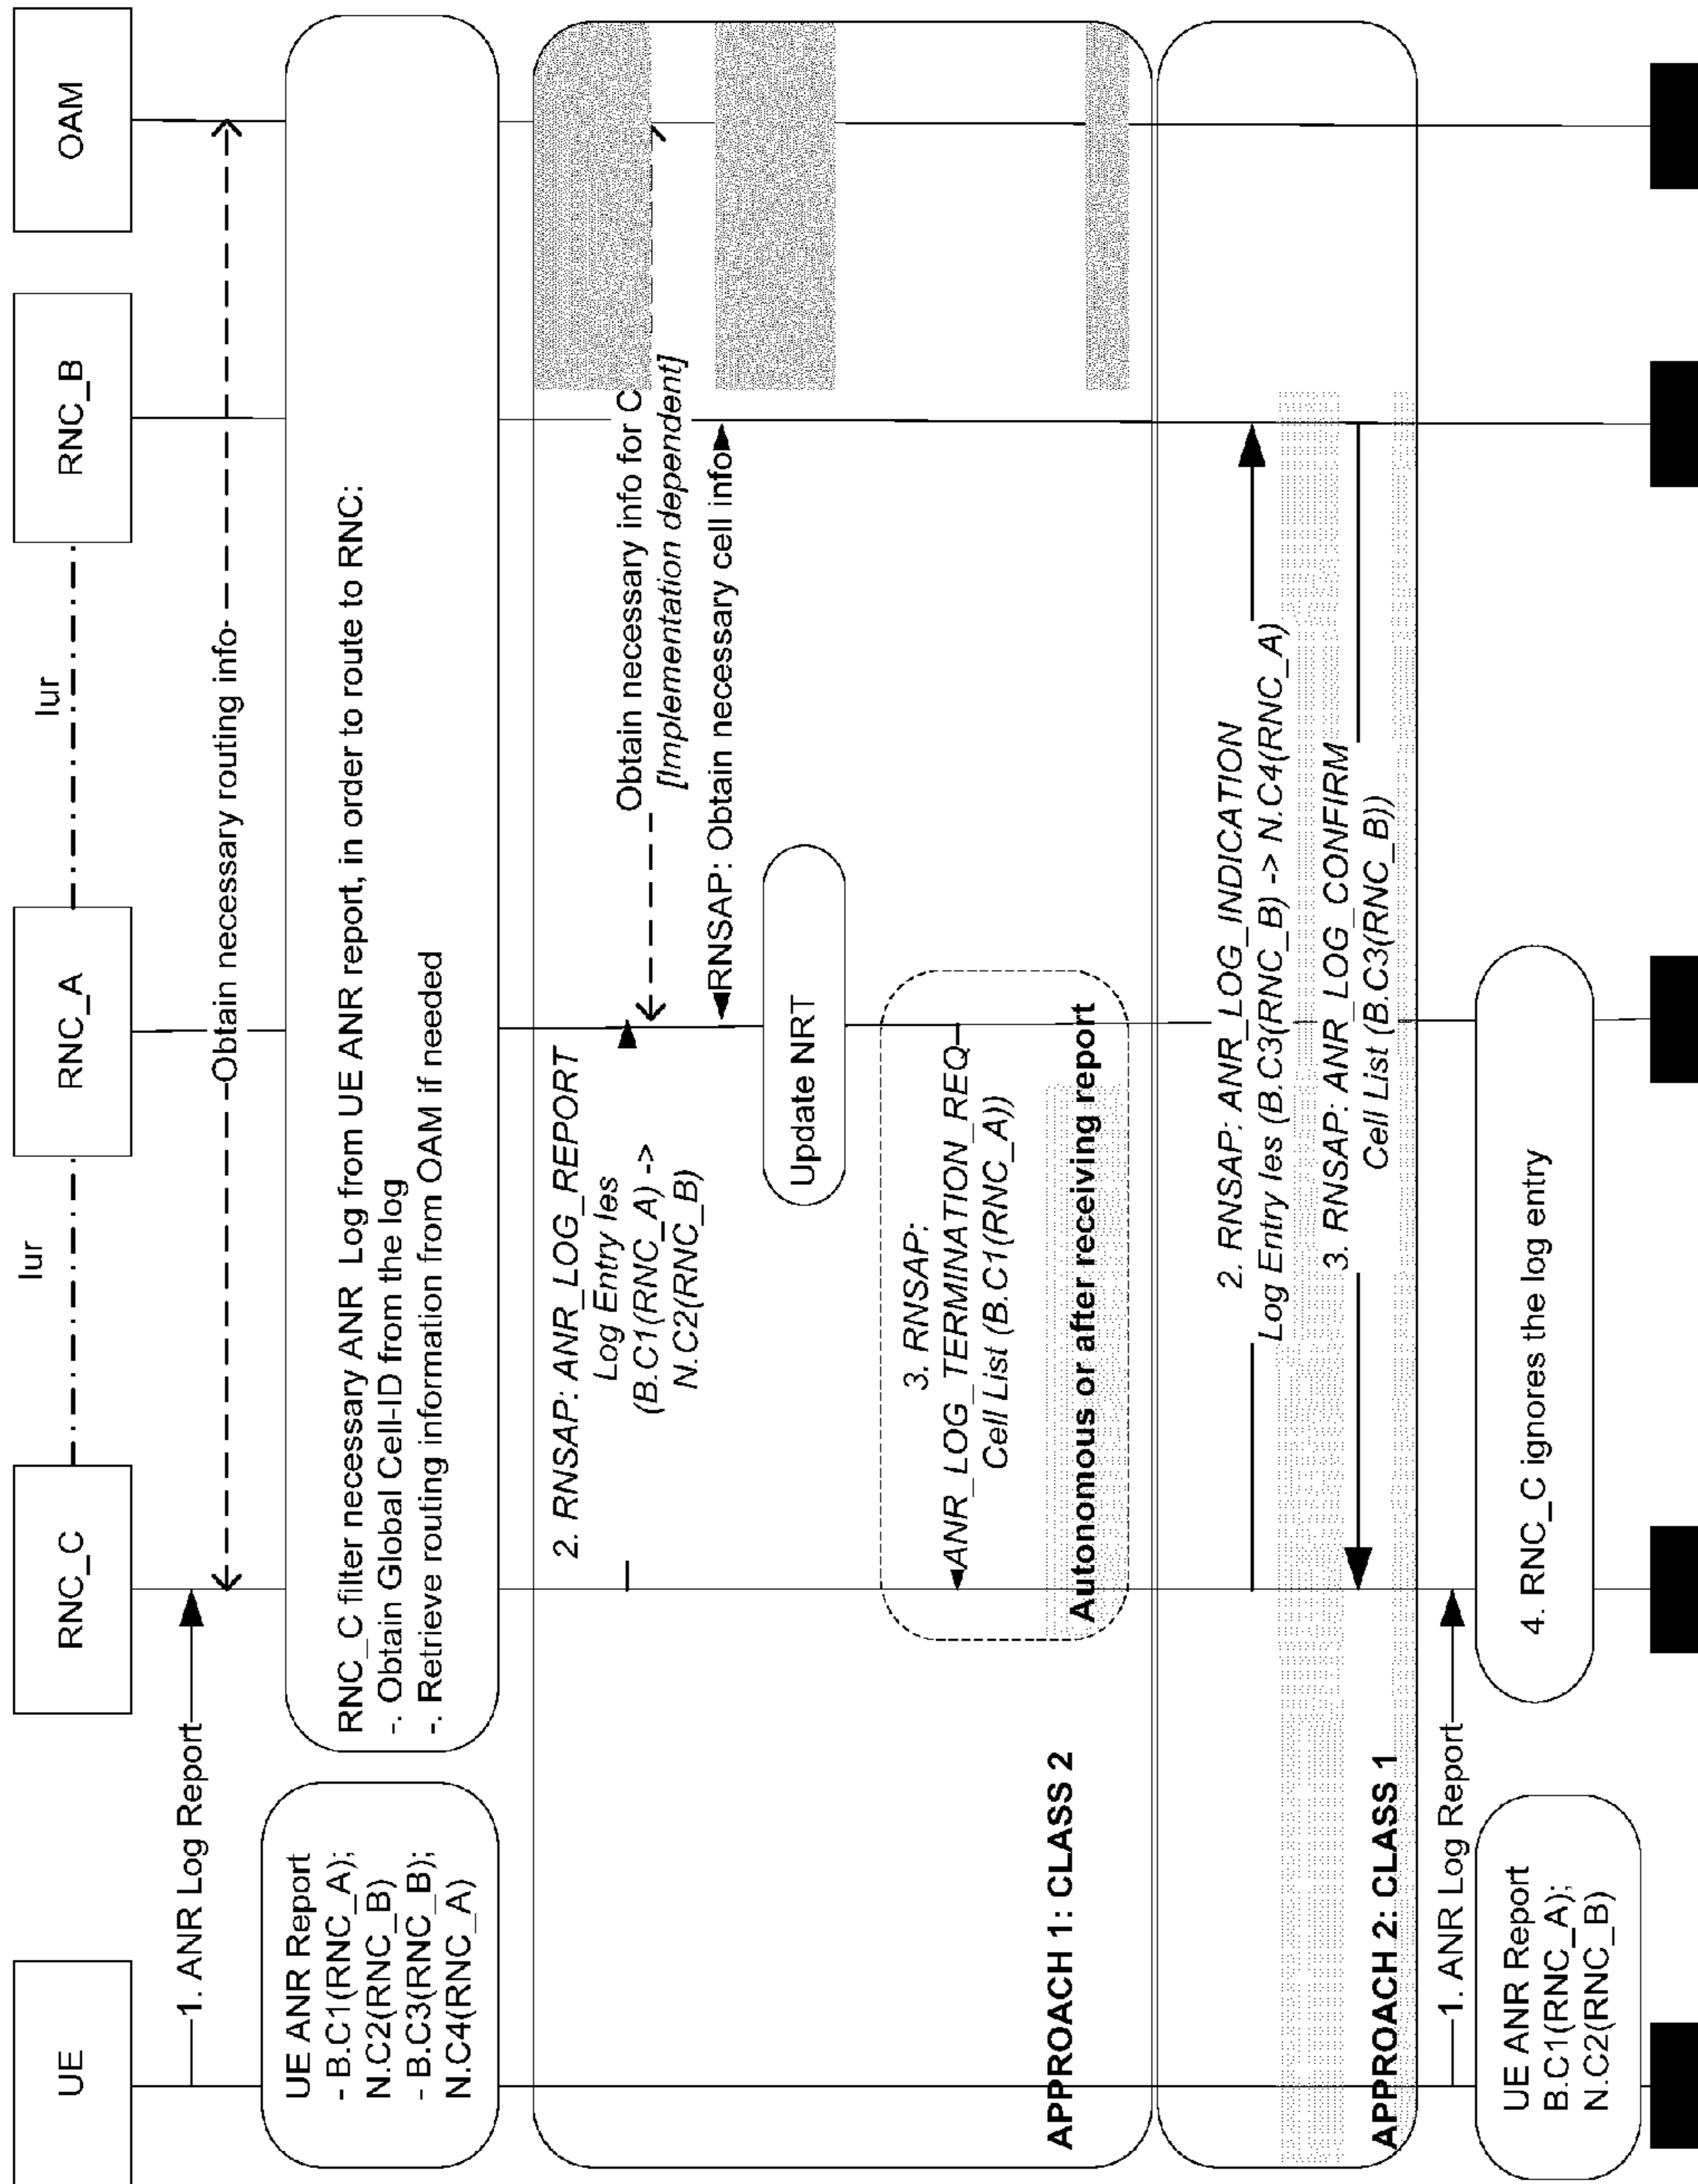 UE
RNC_C
Iur
RNC_A
Iur
RNC_B
OAM
1. ANR Log Report
Obtain necessary routing info
UE ANR Report
- B.C1(RNC_A);
N.C2(RNC_B)
- B.C3(RNC_B);
N.C4(RNC_A)
RNC_C filter necessary ANR Log from UE ANR report, in order to route to RNC:
-. Obtain Global Cell-ID from the log
-. Retrieve routing information from OAM if needed
2. RNSAP: ANR_LOG_REPORT
Log Entry Ies
(B.C1(RNC_A) ->
N.C2(RNC_B)
Obtain necessary info for C
[Implementation dependent]
RNSAP: Obtain necessary cell info
Update NRT
3. RNSAP:
ANR_LOG_TERMINATION_REQ
Cell List (B.C1(RNC_A))
Autonomous or after receiving report
APPROACH 1: CLASS 2
2. RNSAP: ANR_LOG_INDICATION
Log Entry Ies (B.C3(RNC_B) -> N.C4(RNC_A)
3. RNSAP: ANR_LOG_CONFIRM
Cell List (B.C3(RNC_B))
APPROACH 2: CLASS 1
1. ANR Log Report
UE ANR Report
B.C1(RNC_A);
N.C2(RNC_B)
4. RNC_C ignores the log entry